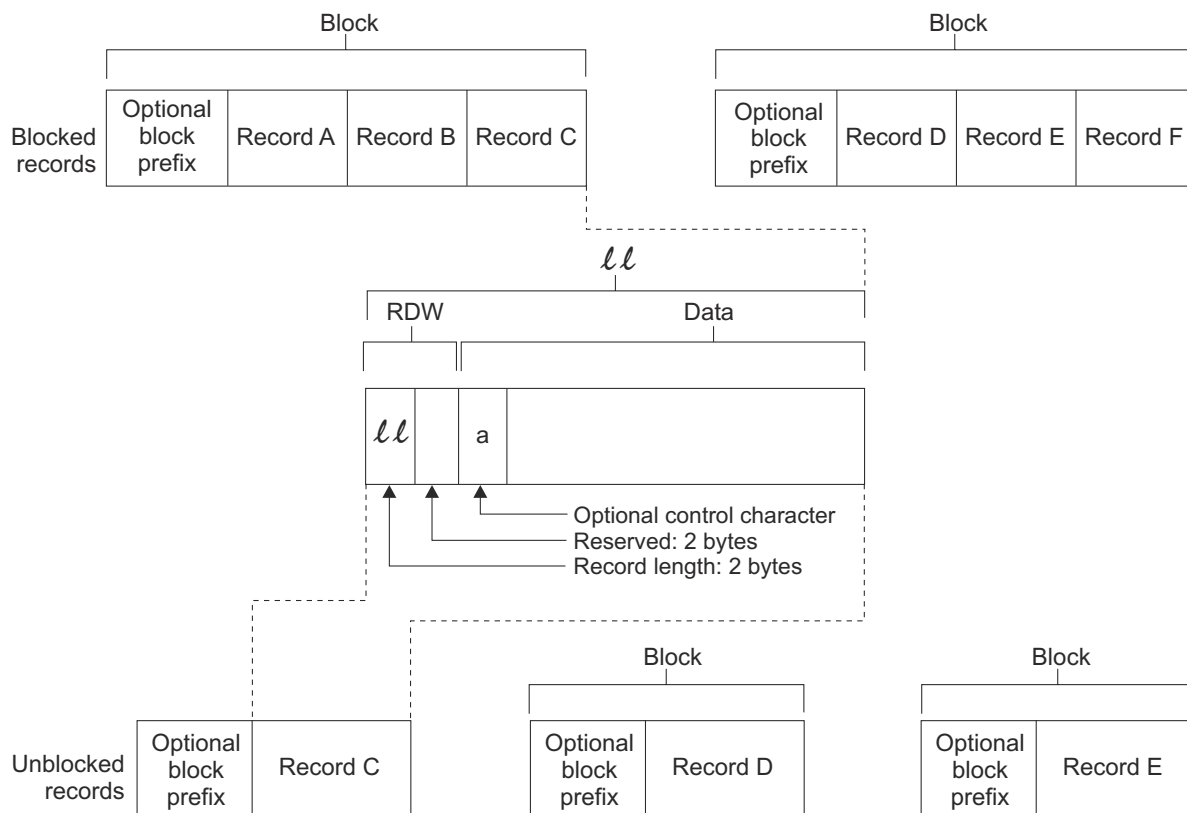 Block
Block
Blocked
records
Optional
block
prefix
Record A
Record B
Record C
Optional
block
prefix
Record D
Record E
Record F
ℓℓ
RDW
Data
ℓℓ
a
Optional control character
Reserved: 2 bytes
Record length: 2 bytes
Block
Block
Unblocked
records
Optional
block
prefix
Record C
Optional
block
prefix
Record D
Optional
block
prefix
Record E